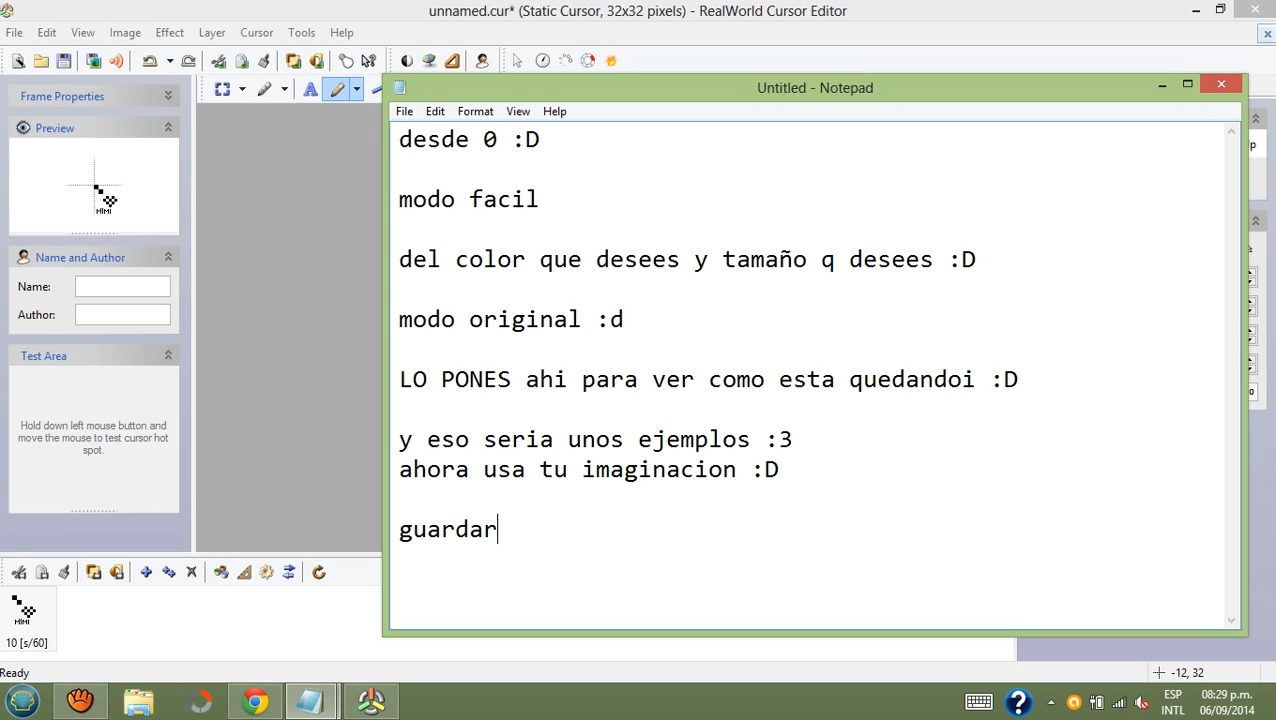 unnamed.cur* (Static Cursor, 32x32 pixels) - RealWorld Cursor Editor
File Edit View Image Effect Layer Cursor Tools Help
Frame Properties
Preview
MIMI
Name and Author
Name:
Author:
Test Area
Hold down left mouse button and
move the mouse to test cursor hot
spot.
Untitled - Notepad
File Edit Format View Help
desde 0 :D
modo facil
del color que desees y tamaño q desees :D
modo original :d
LO PONES ahi para ver como esta quedandoi :D
y eso seria unos ejemplos :3
ahora usa tu imaginacion :D
guardar
MIMI
10 [s/60]
Ready
-12, 32
ESP
INTL
08:29 p.m.
06/09/2014